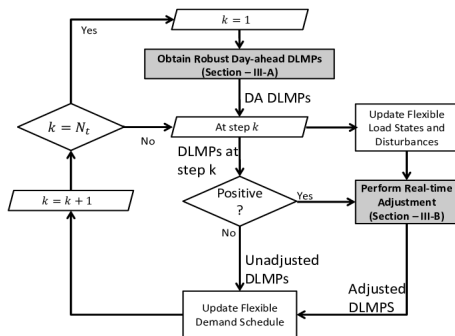 Yes
k = 1
Obtain Robust Day-ahead DLMPs
(Section – III-A)
DA DLMPs
k = N_t
No
At step k
Update Flexible
Load States and
Disturbances
DLMPs at
step k
Positive
?
Yes
Perform Real-time
Adjustment
(Section – III-B)
k = k + 1
No
Unadjusted
DLMPs
Adjusted
DLMPS
Update Flexible
Demand Schedule